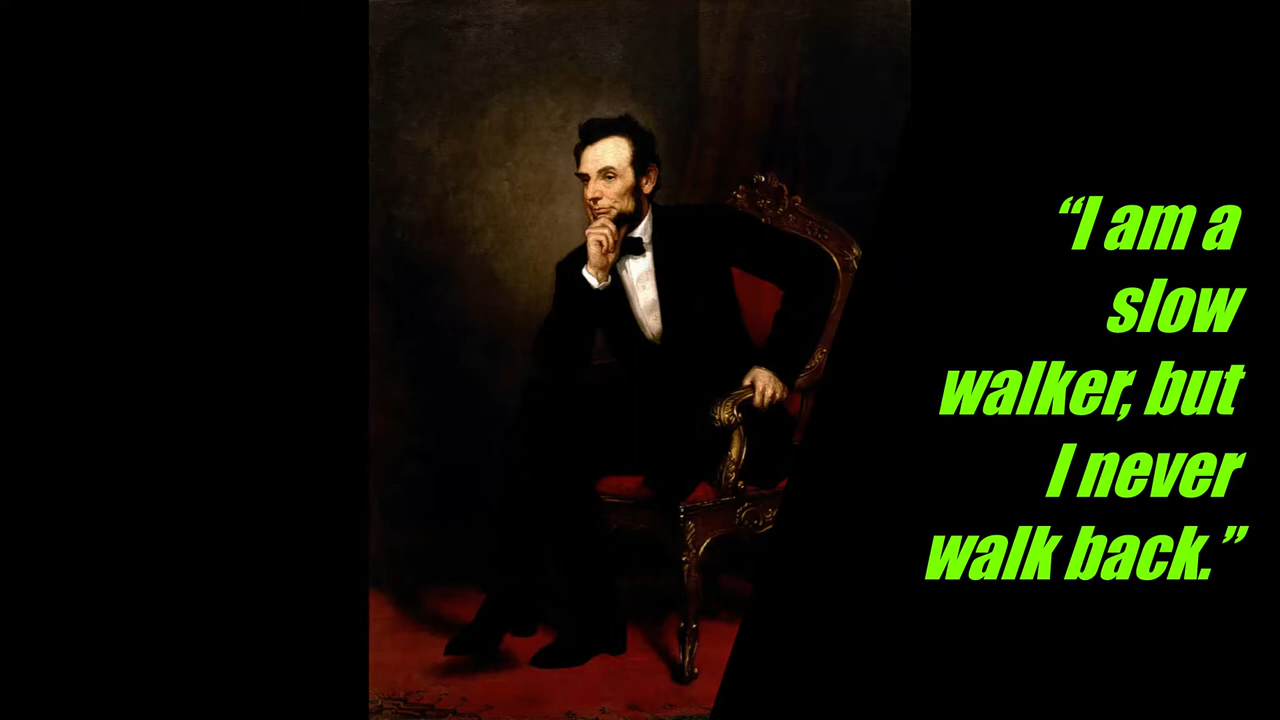 “I am a
slow
walker, but
I never
walk back.”